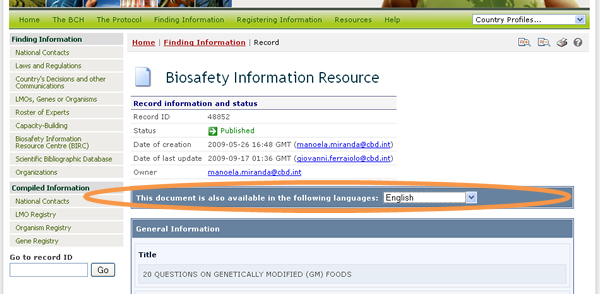 Home | The BCH | The Protocol | Finding Information | Registering Information | Resources | Help
Country Profiles...
Finding Information
National Contacts
Laws and Regulations
Country's Decisions and other Communications
LMOs, Genes or Organisms
Roster of Experts
Capacity-Building
Biosafety Information Resource Centre (BIRC)
Scientific Bibliographic Database
Organizations
Compiled Information
National Contacts
LMO Registry
Organism Registry
Gene Registry
Go to record ID
Go
Home | Finding Information | Record
Biosafety Information Resource
Record information and status
Record ID 48852
Status Published
Date of creation 2009-05-26 16:48 GMT (manoela.miranda@cbd.int)
Date of last update 2009-09-17 01:36 GMT (giovanni.ferraiolo@cbd.int)
Owner manoela.miranda@cbd.int
This document is also available in the following languages: English
General Information
Title
20 QUESTIONS ON GENETICALLY MODIFIED (GM) FOODS